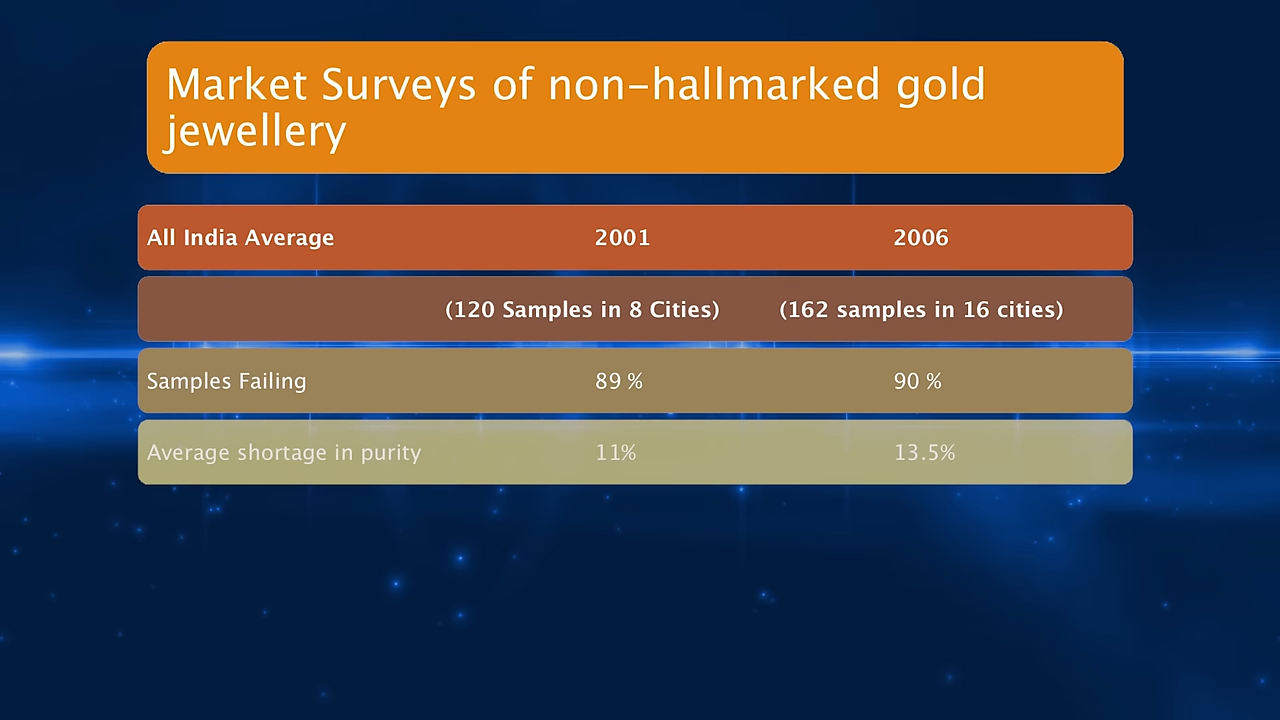 Market Surveys of non-hallmarked gold
jewellery
All India Average 2001 2006
(120 Samples in 8 Cities) (162 samples in 16 cities)
Samples Failing 89 % 90 %
Average shortage in purity 11% 13.5%